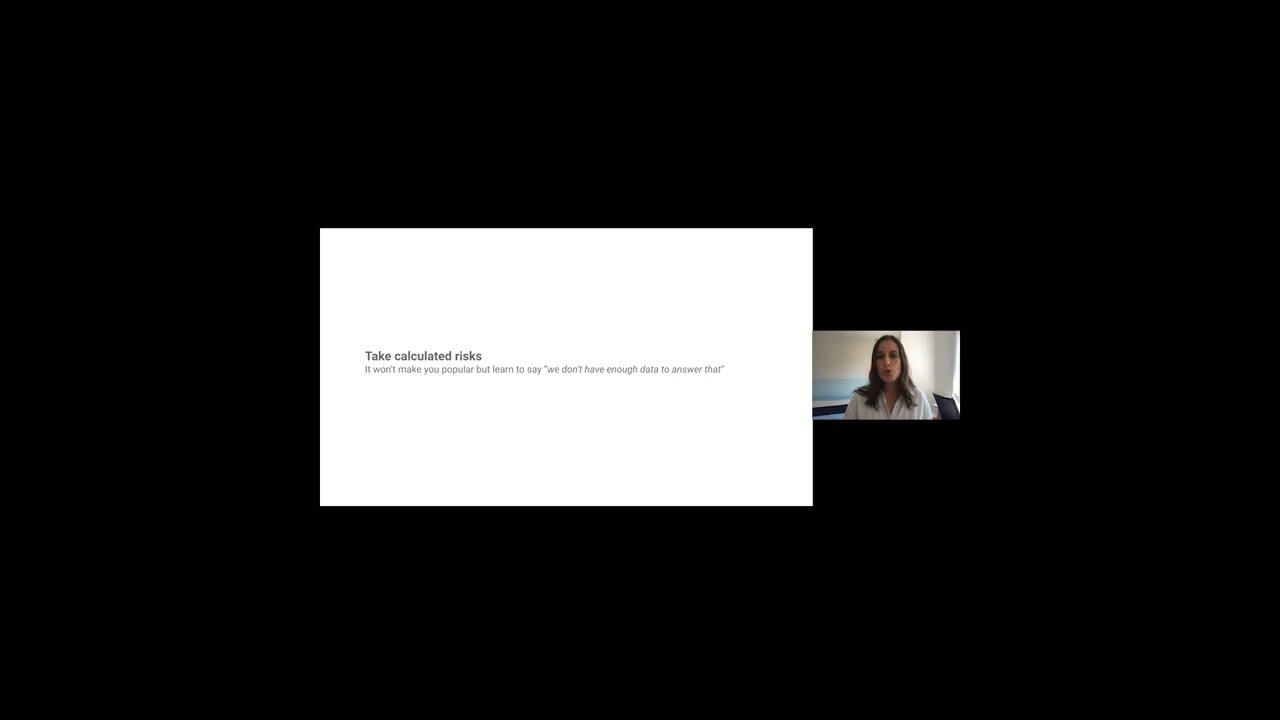 Take calculated risks
It won't make you popular but learn to say "we don't have enough data to answer that"